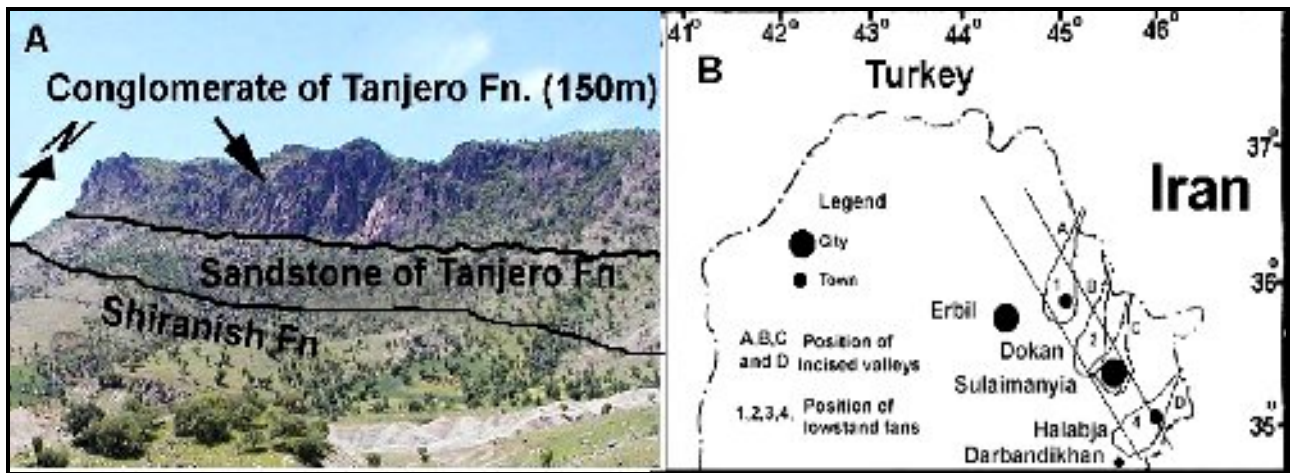 A
Conglomerate of Tanjero Fn. (150m)
N
Sandstone of Tanjero Fn
Shiranish Fn
41° 42° 44° 45° 46°
B
Turkey
37°
Iran
Legend
City
Town
A
36°
1
B
Erbil
C
A,B,C and D Position of incised valleys
2
Dokan
Sulaimanyia
D
1,2,3,4, Position of lowstand fans
4
35°
Halabja
Darbandikhan